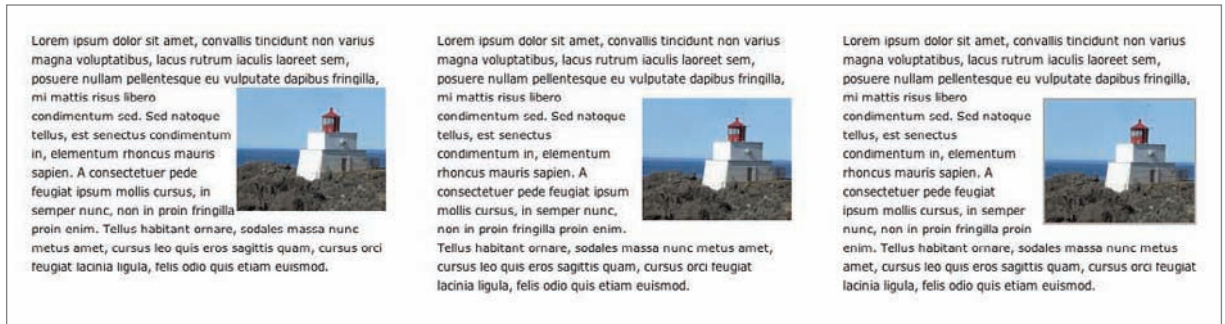 Lorem ipsum dolor sit amet, convallis tincidunt non varius
magna voluptatibus, lacus rutrum iaculis laoreet sem,
posuere nullam pellentesque eu vulputate dapibus fringilla,
mi mattis risus libero
condimentum sed. Sed natoque
tellus, est senectus condimentum
in, elementum rhoncus mauris
sapien. A consectetuer pede
feugiat ipsum mollis cursus, in
semper nunc, non in proin fringilla
proin enim. Tellus habitant ornare, sodales massa nunc
metus amet, cursus leo quis eros sagittis quam, cursus orci
feugiat lacinia ligula, felis odio quis etiam euismod.
Lorem ipsum dolor sit amet, convallis tincidunt non varius
magna voluptatibus, lacus rutrum iaculis laoreet sem,
posuere nullam pellentesque eu vulputate dapibus fringilla,
mi mattis risus libero
condimentum sed. Sed natoque
tellus, est senectus
condimentum in, elementum
rhoncus mauris sapien. A
consectetuer pede feugiat ipsum
mollis cursus, in semper nunc,
non in proin fringilla proin enim.
Tellus habitant ornare, sodales massa nunc metus amet,
cursus leo quis eros sagittis quam, cursus orci feugiat
lacinia ligula, felis odio quis etiam euismod.
Lorem ipsum dolor sit amet, convallis tincidunt non varius
magna voluptatibus, lacus rutrum iaculis laoreet sem,
posuere nullam pellentesque eu vulputate dapibus fringilla,
mi mattis risus libero
condimentum sed. Sed natoque
tellus, est senectus
condimentum in, elementum
rhoncus mauris sapien. A
consectetuer pede feugiat
ipsum mollis cursus, in semper
nunc, non in proin fringilla proin
enim. Tellus habitant ornare, sodales massa nunc metus
amet, cursus leo quis eros sagittis quam, cursus orci feugiat
lacinia ligula, felis odio quis etiam euismod.